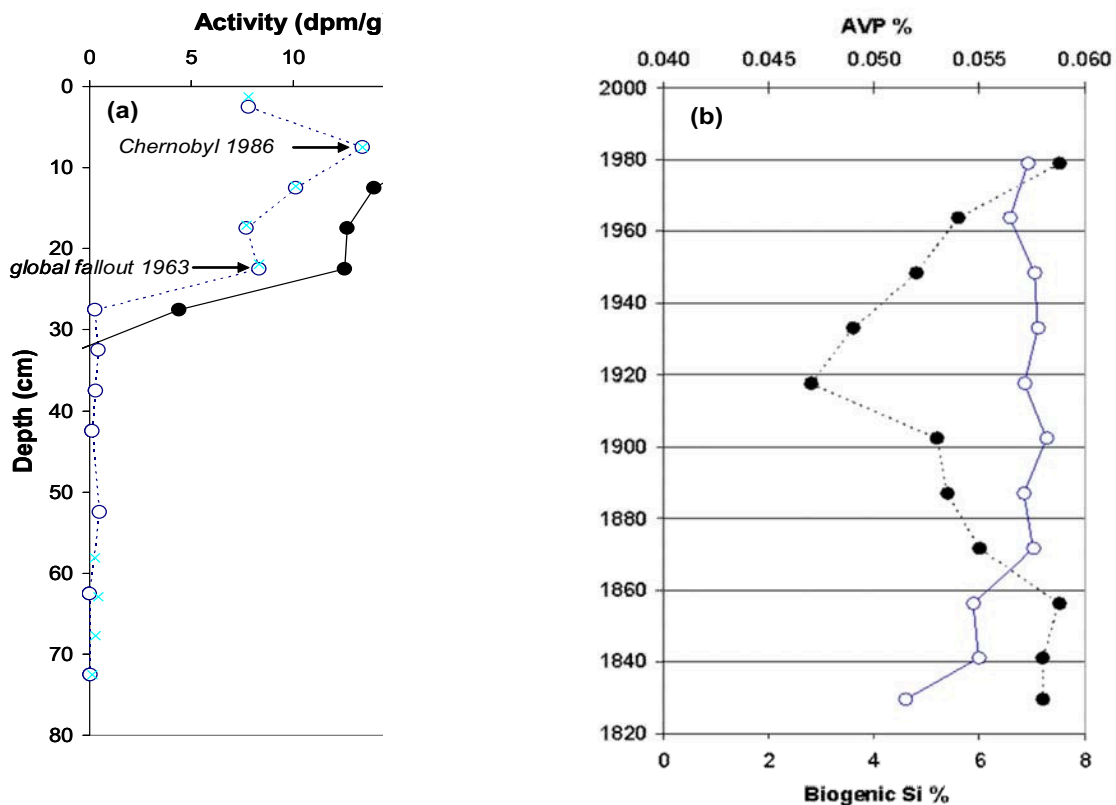 Activity (dpm/g
0 5 10
0
(a)
Chernobyl 1986
10
20
global fallout 1963
30
40
50
60
70
80
Depth (cm)
AVP %
0.040 0.045 0.050 0.055 0.060
2000
(b)
1980
1960
1940
1920
1900
1880
1860
1840
1820
0 2 4 6 8
Biogenic Si %